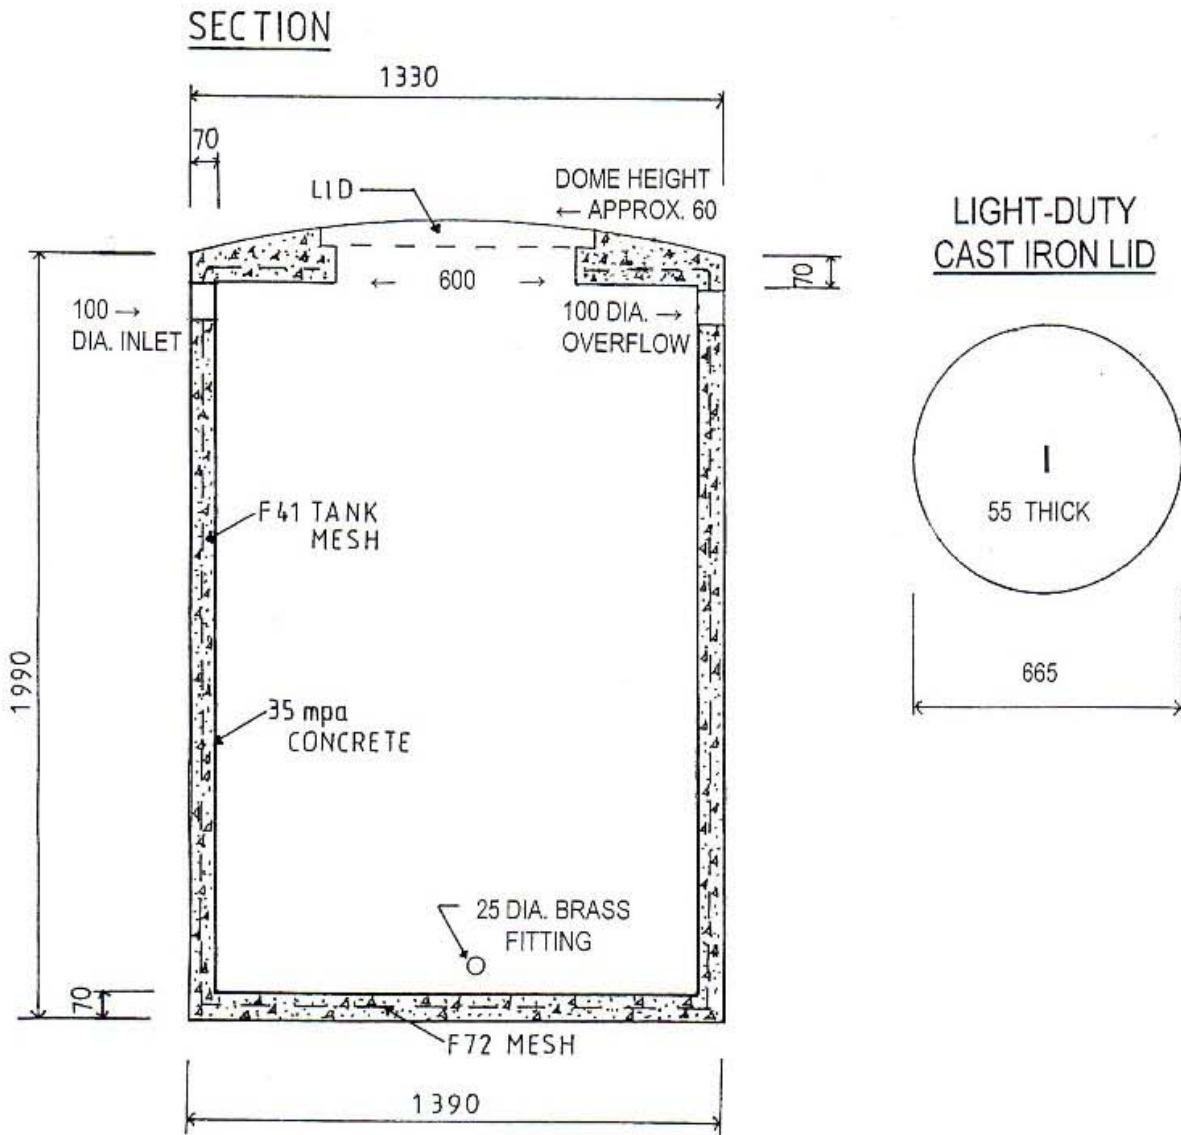 SECTION
1330
70
LID
DOME HEIGHT
← APPROX. 60
LIGHT-DUTY
CAST IRON LID
← 600 →
70
100 →
DIA. INLET
100 DIA. →
OVERFLOW
F41 TANK
MESH
55 THICK
1990
665
35 mpa
CONCRETE
25 DIA. BRASS
FITTING
70
F72 MESH
1390